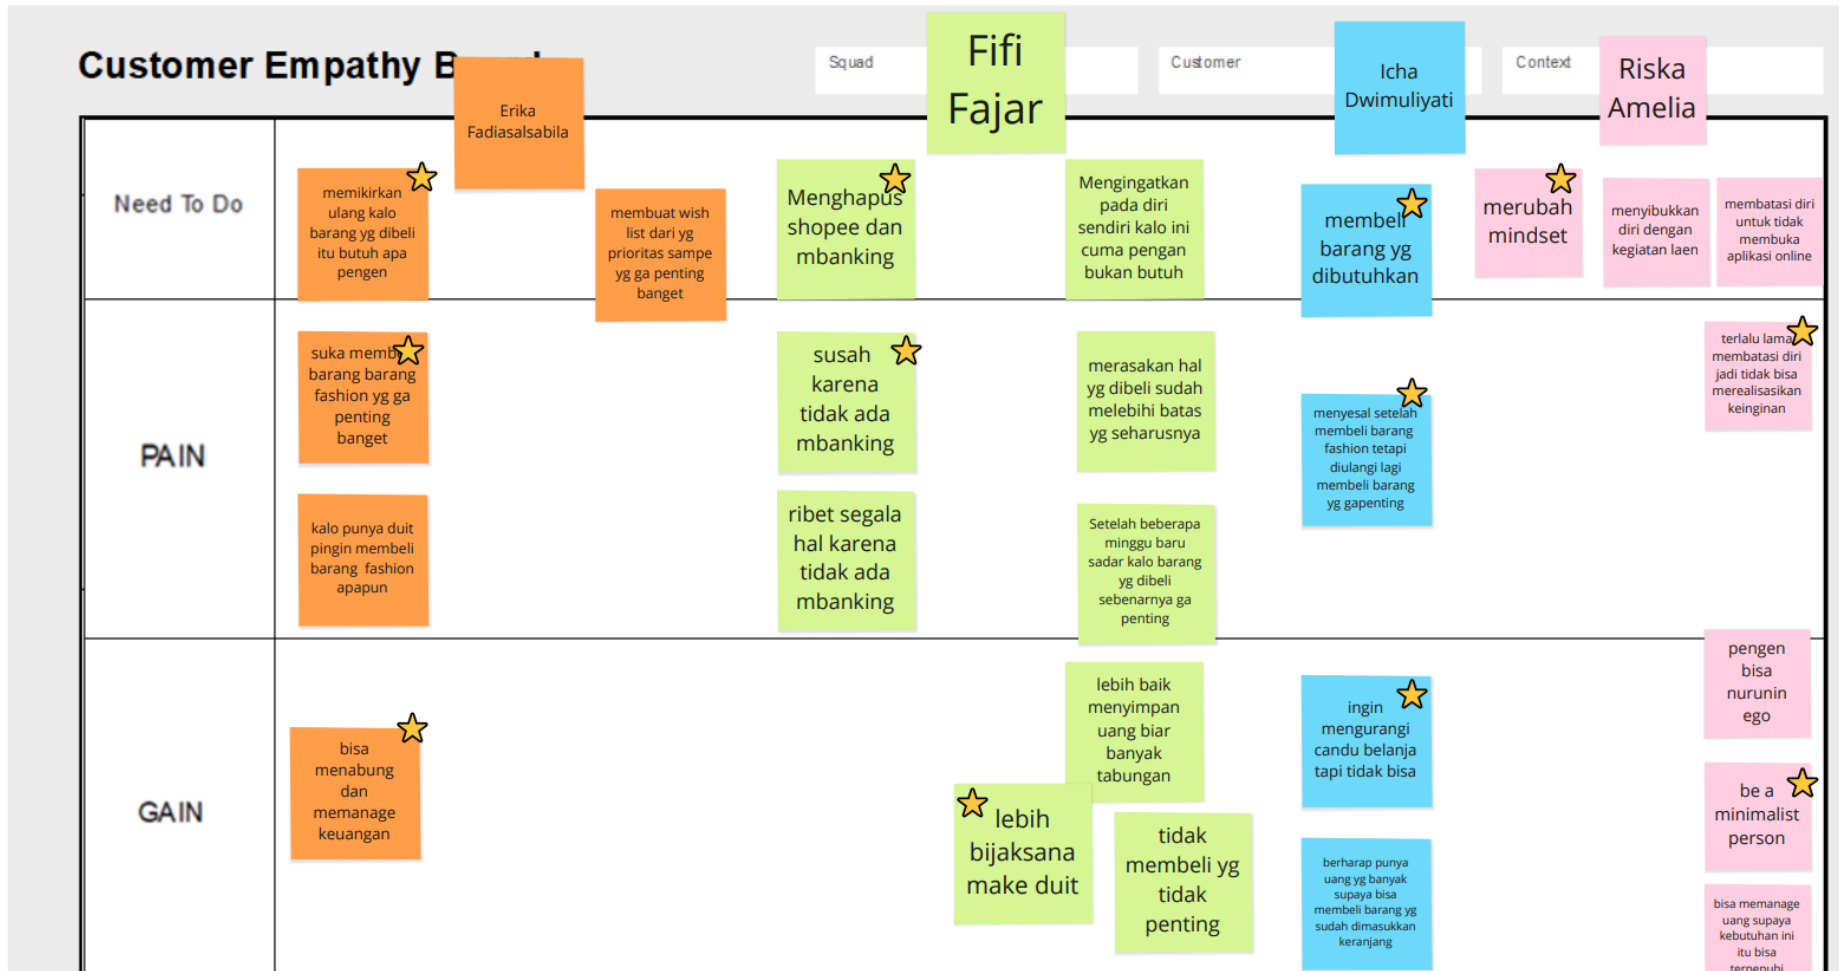 Customer Empathy B
Squad
Customer
Context
Erika
Fadiasalsabila
Fifi
Fajar
Icha
Dwimuliyati
Riska
Amelia
Need To Do
memikirkan
ulang kalo
barang yg dibeli
itu butuh apa
pengen
membuat wish
list dari yg
prioritas sampe
yg ga penting
banget
Menghapus
shopee dan
mbanking
Mengingatkan
pada diri
sendiri kalo ini
cuma pengan
bukan butuh
membeli
barang yg
dibutuhkan
merubah
mindset
menyibukkan
diri dengan
kegiatan laen
membatasi diri
untuk tidak
membuka
aplikasi online
PAIN
suka memb
barang barang
fashion yg ga
penting
banget
kalo punya duit
pingin membeli
barang fashion
apapun
susah
karena
tidak ada
mbanking
ribet segala
hal karena
tidak ada
mbanking
merasakan hal
yg dibeli sudah
melebihi batas
yg seharusnya
Setelah beberapa
minggu baru
sadar kalo barang
yg dibeli
sebenarnya ga
penting
menyesal setelah
membeli barang
fashion tetapi
diulangi lagi
membeli barang
yg gapenting
terlalu lama
membatasi diri
jadi tidak bisa
merealisasikan
keinginan
GAIN
bisa
menabung
dan
memanage
keuangan
lebih baik
menyimpan
uang biar
banyak
tabungan
lebih
bijaksana
make duit
tidak
membeli yg
tidak
penting
ingin
mengurangi
candu belanja
tapi tidak bisa
berharap punya
uang yg banyak
supaya bisa
membeli barang yg
sudah dimasukkan
keranjang
pengen
bisa
nurunin
ego
be a
minimalist
person
bisa memanage
uang supaya
kebutuhan ini
itu bisa
terpenuhi